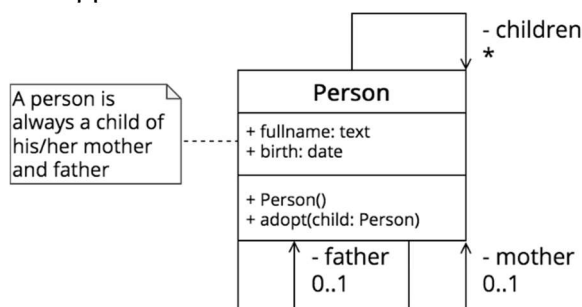 - children
*
Person
A person is
always a child of
his/her mother
and father
+ fullname: text
+ birth: date
+ Person()
+ adopt(child: Person)
- father
0..1
- mother
0..1